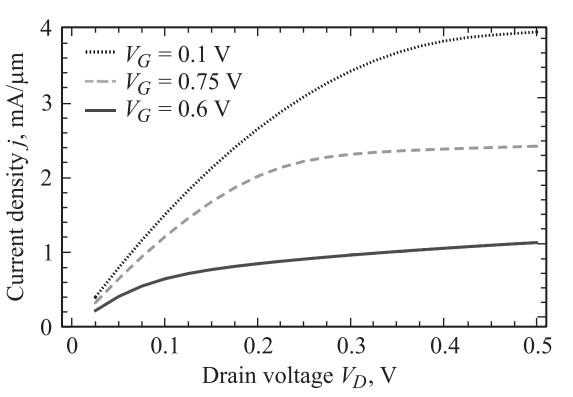 Current density j, mA/μm
4
3
2
1
0
V_G = 0.1 V
V_G = 0.75 V
V_G = 0.6 V
0 0.1 0.2 0.3 0.4 0.5
Drain voltage V_D, V